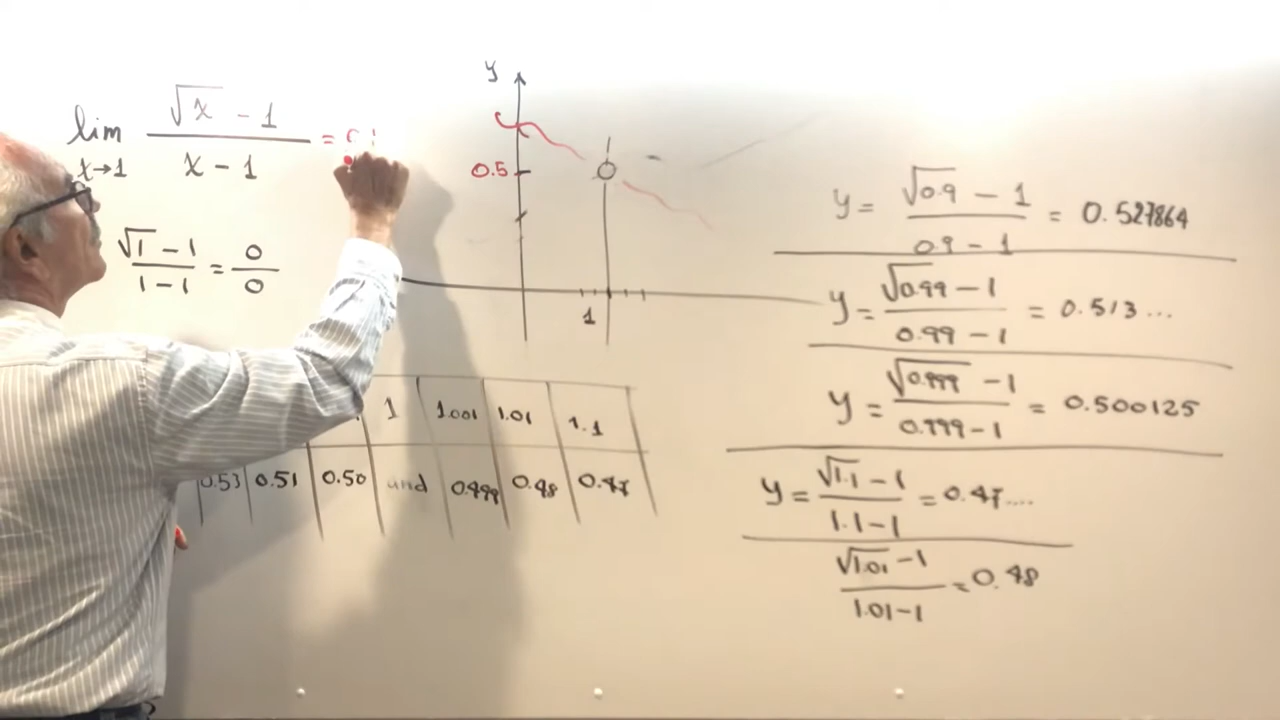 lim x→1 (√x - 1)/(x - 1) =
(√1 - 1)/(1 - 1) = 0/0
y
0.5
1
1 1.001 1.01 1.1
0.53 0.51 0.50 und 0.499 0.48 0.47
y = (√0.9 - 1)/(0.9 - 1) = 0.527864
y = (√0.99 - 1)/(0.99 - 1) = 0.513...
y = (√0.999 - 1)/(0.999 - 1) = 0.500125
y = (√1.1 - 1)/(1.1 - 1) = 0.47....
(√1.01 - 1)/(1.01 - 1) = 0.48